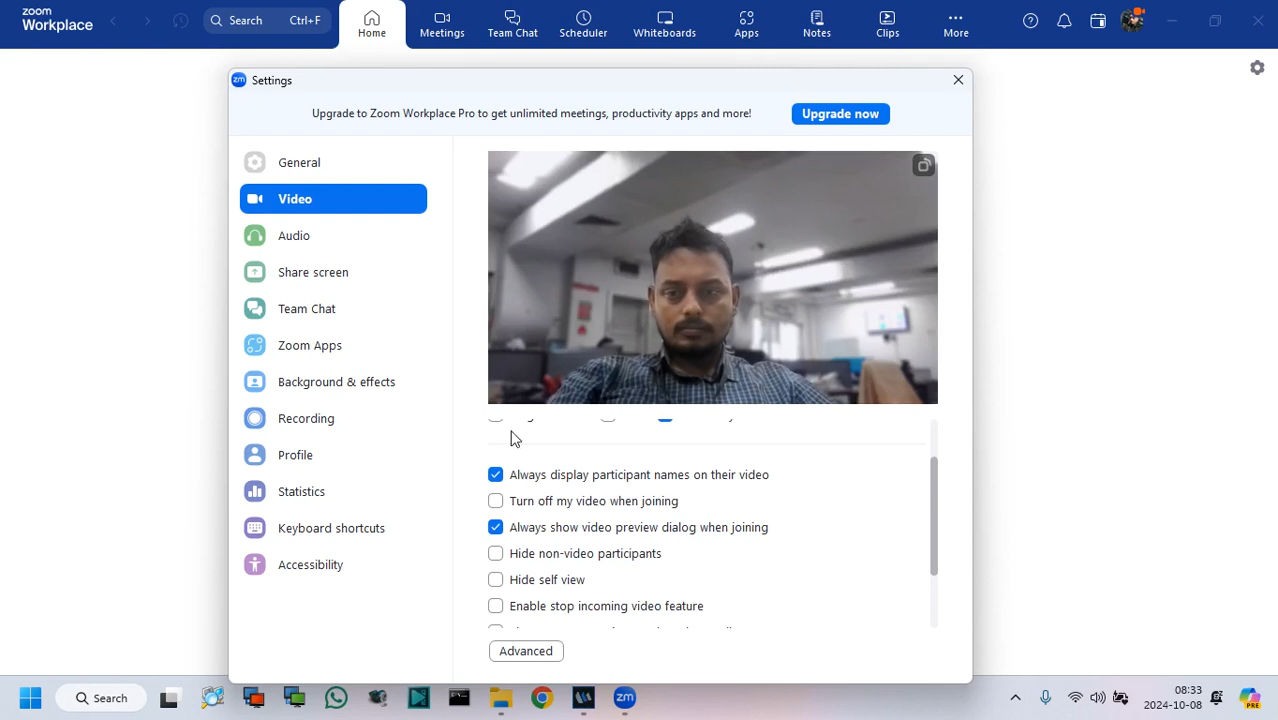 zoom
Workplace
Search Ctrl+F
Home
Meetings
Team Chat
Scheduler
Whiteboards
Apps
Notes
Clips
More
zm Settings
Upgrade to Zoom Workplace Pro to get unlimited meetings, productivity apps and more!
Upgrade now
General
Video
Audio
Share screen
Team Chat
Zoom Apps
Background & effects
Recording
Profile
Statistics
Keyboard shortcuts
Accessibility
Always display participant names on their video
Turn off my video when joining
Always show video preview dialog when joining
Hide non-video participants
Hide self view
Enable stop incoming video feature
Advanced
Search
zm
08:33
2024-10-08
PRE